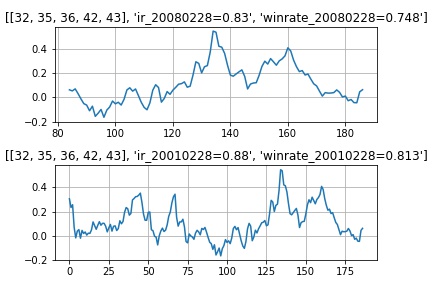 [[32, 35, 36, 42, 43], 'ir_20080228=0.83', 'winrate_20080228=0.748']
0.4
0.2
0.0
−0.2
80 100 120 140 160 180
[[32, 35, 36, 42, 43], 'ir_20010228=0.88', 'winrate_20010228=0.813']
0.4
0.2
0.0
−0.2
0 25 50 75 100 125 150 175